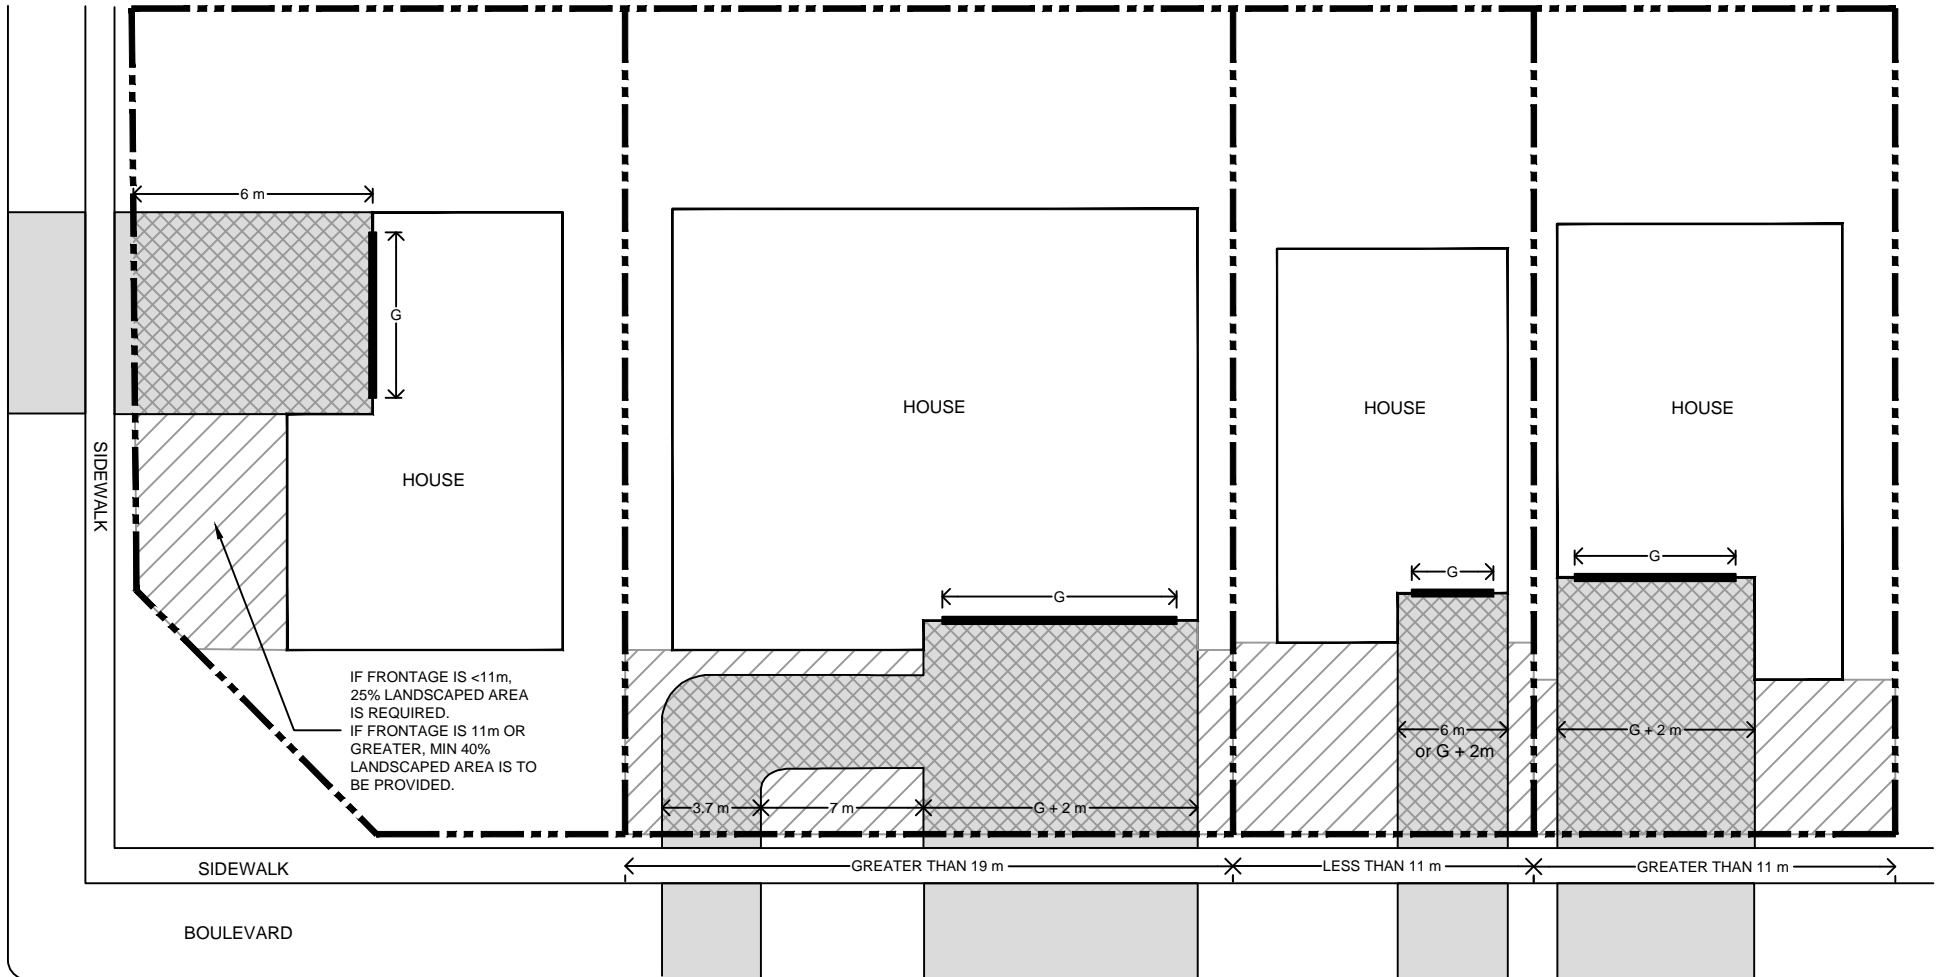 6 m
G
SIDEWALK
HOUSE
IF FRONTAGE IS <11m,
25% LANDSCAPED AREA
IS REQUIRED.
IF FRONTAGE IS 11m OR
GREATER, MIN 40%
LANDSCAPED AREA IS TO
BE PROVIDED.
HOUSE
G
3.7 m
7 m
G + 2 m
HOUSE
G
6 m
or G + 2m
HOUSE
G
G + 2 m
SIDEWALK
GREATER THAN 19 m
LESS THAN 11 m
GREATER THAN 11 m
BOULEVARD